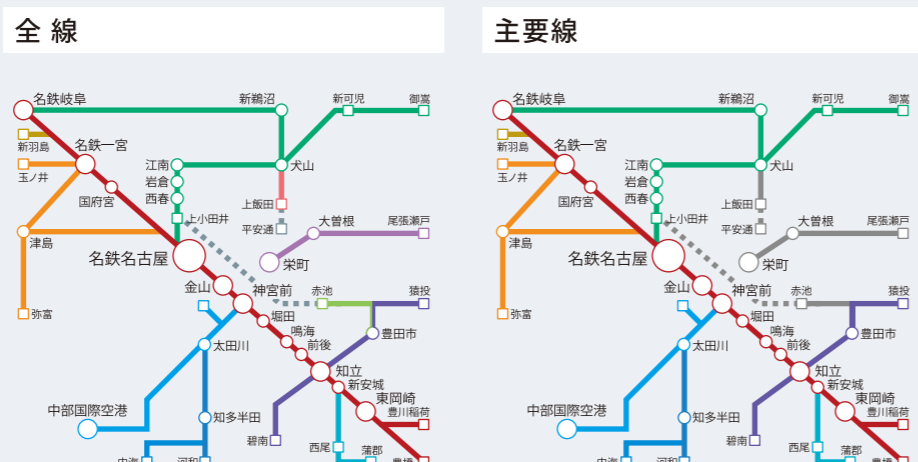 全 線
名鉄岐阜
新鵜沼
新可児
御嵩
新羽島
名鉄一宮
玉ノ井
江南
犬山
岩倉
国府宮
西春
上飯田
上小田井
平安通
大曽根
尾張瀬戸
津島
名鉄名古屋
栄町
金山
神宮前
赤池
猿投
弥富
堀田
鳴海
前後
豊田市
太田川
知立
新安城
東岡崎
中部国際空港
知多半田
豊川稲荷
碧南
西尾
蒲郡
主要線
名鉄岐阜
新鵜沼
新可児
御嵩
新羽島
名鉄一宮
玉ノ井
江南
犬山
岩倉
国府宮
西春
上飯田
上小田井
平安通
大曽根
尾張瀬戸
津島
名鉄名古屋
栄町
金山
神宮前
赤池
猿投
弥富
堀田
鳴海
前後
豊田市
太田川
知立
新安城
東岡崎
中部国際空港
知多半田
豊川稲荷
碧南
西尾
蒲郡